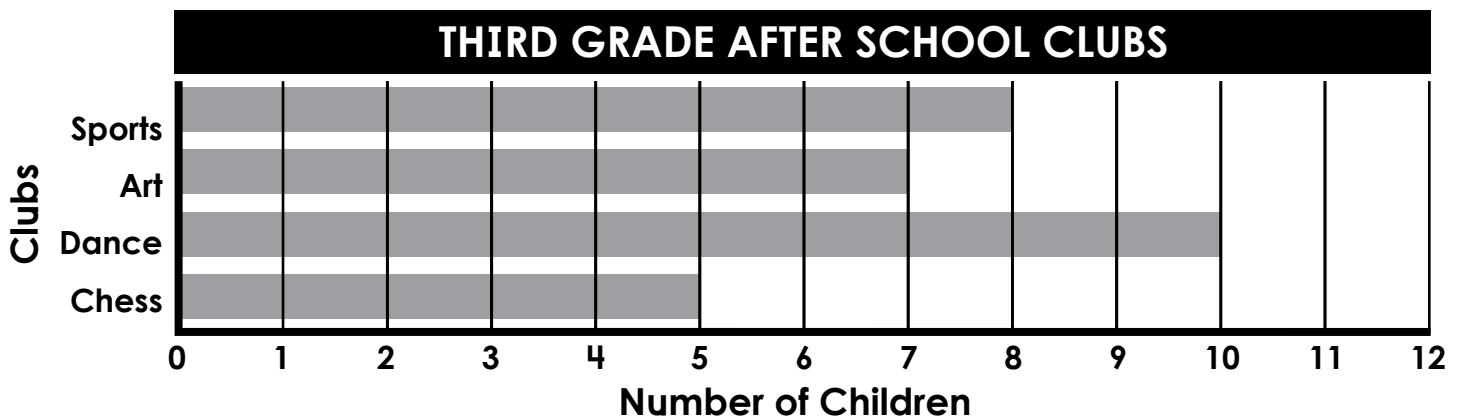 THIRD GRADE AFTER SCHOOL CLUBS
Clubs
Sports
Art
Dance
Chess
0 1 2 3 4 5 6 7 8 9 10 11 12
Number of Children